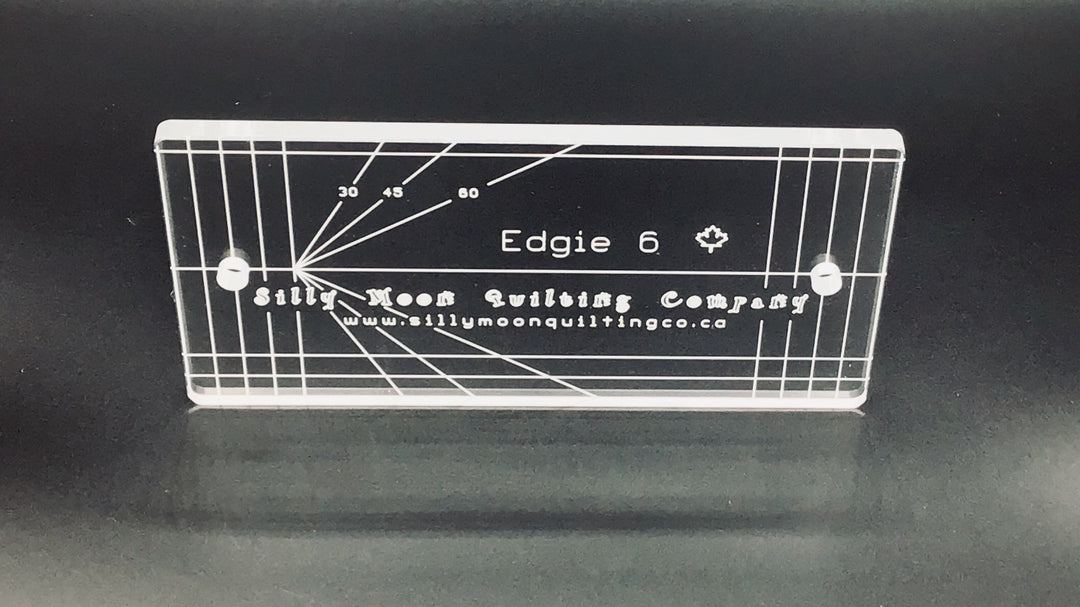 30 45 60
Edgie 6
Silly Moon Quilting Company
www.sillymoonquiltingco.ca